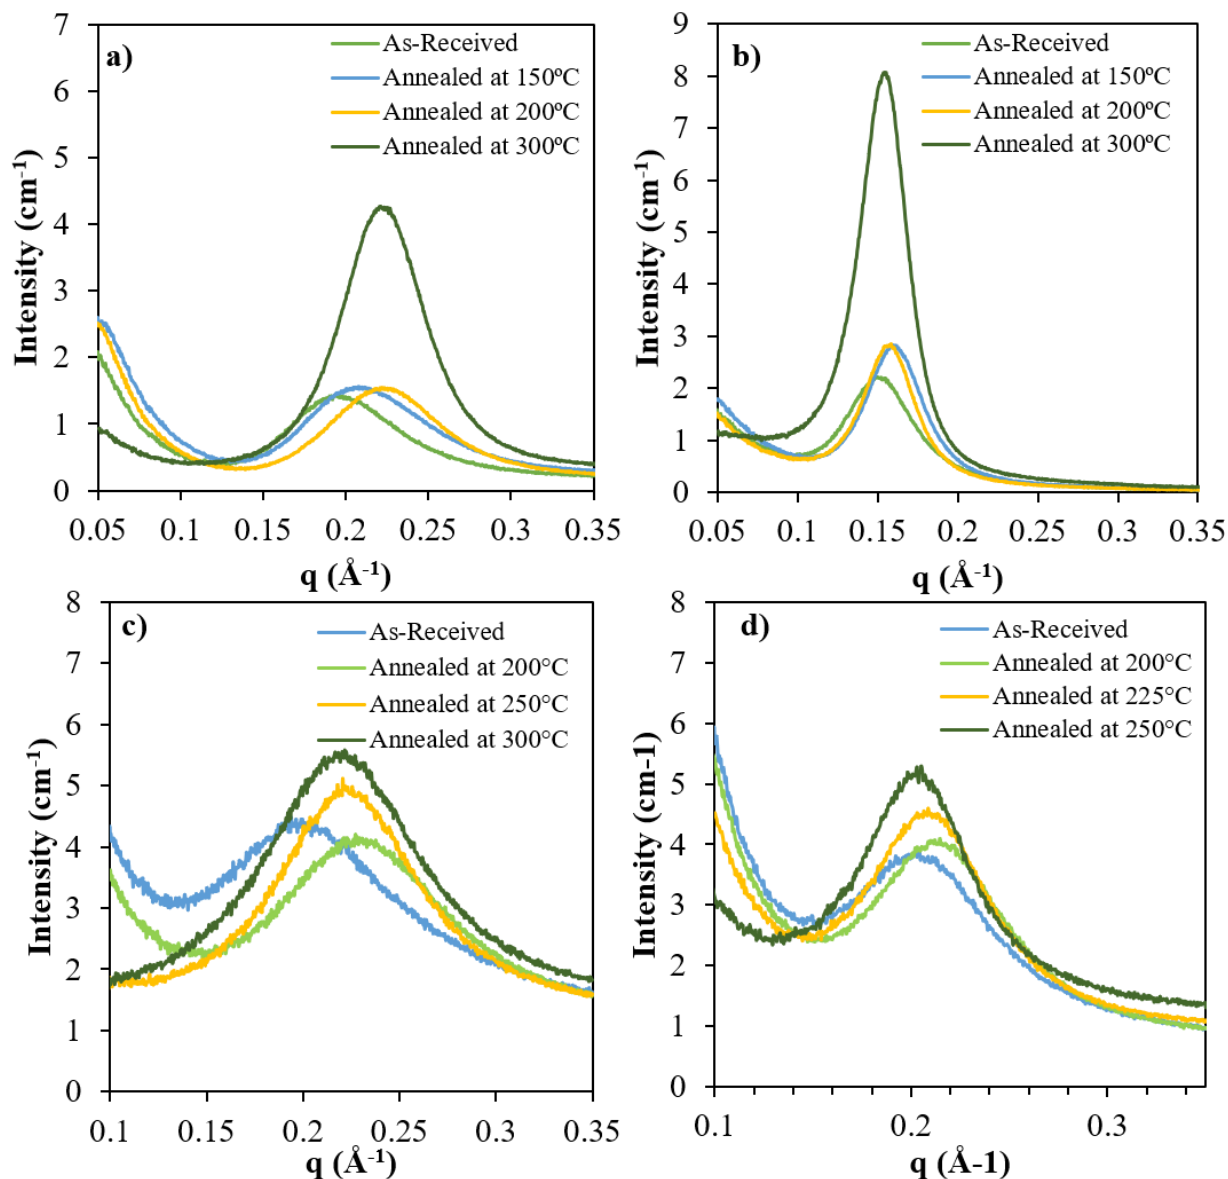 a)
As-Received
Annealed at 150ºC
Annealed at 200ºC
Annealed at 300ºC
7
6
5
4
3
2
1
0
Intensity (cm-1)
0.05 0.1 0.15 0.2 0.25 0.3 0.35
q (Å-1)
b)
As-Received
Annealed at 150ºC
Annealed at 200ºC
Annealed at 300ºC
9
8
7
6
5
4
3
2
1
0
Intensity (cm-1)
0.05 0.1 0.15 0.2 0.25 0.3 0.35
q (Å-1)
c)
As-Received
Annealed at 200°C
Annealed at 250°C
Annealed at 300°C
8
7
6
5
4
3
2
1
0
Intensity (cm-1)
0.1 0.15 0.2 0.25 0.3 0.35
q (Å-1)
d)
As-Received
Annealed at 200°C
Annealed at 225°C
Annealed at 250°C
8
7
6
5
4
3
2
1
0
Intensity (cm-1)
0.1 0.2 0.3
q (Å-1)